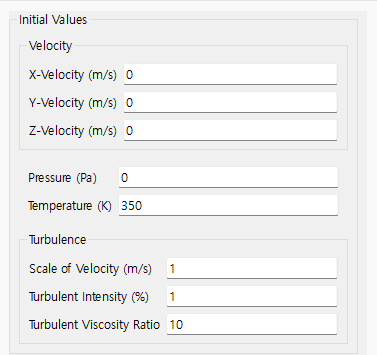 Initial Values
Velocity
X-Velocity (m/s) 0
Y-Velocity (m/s) 0
Z-Velocity (m/s) 0
Pressure (Pa) 0
Temperature (K) 350
Turbulence
Scale of Velocity (m/s) 1
Turbulent Intensity (%) 1
Turbulent Viscosity Ratio 10